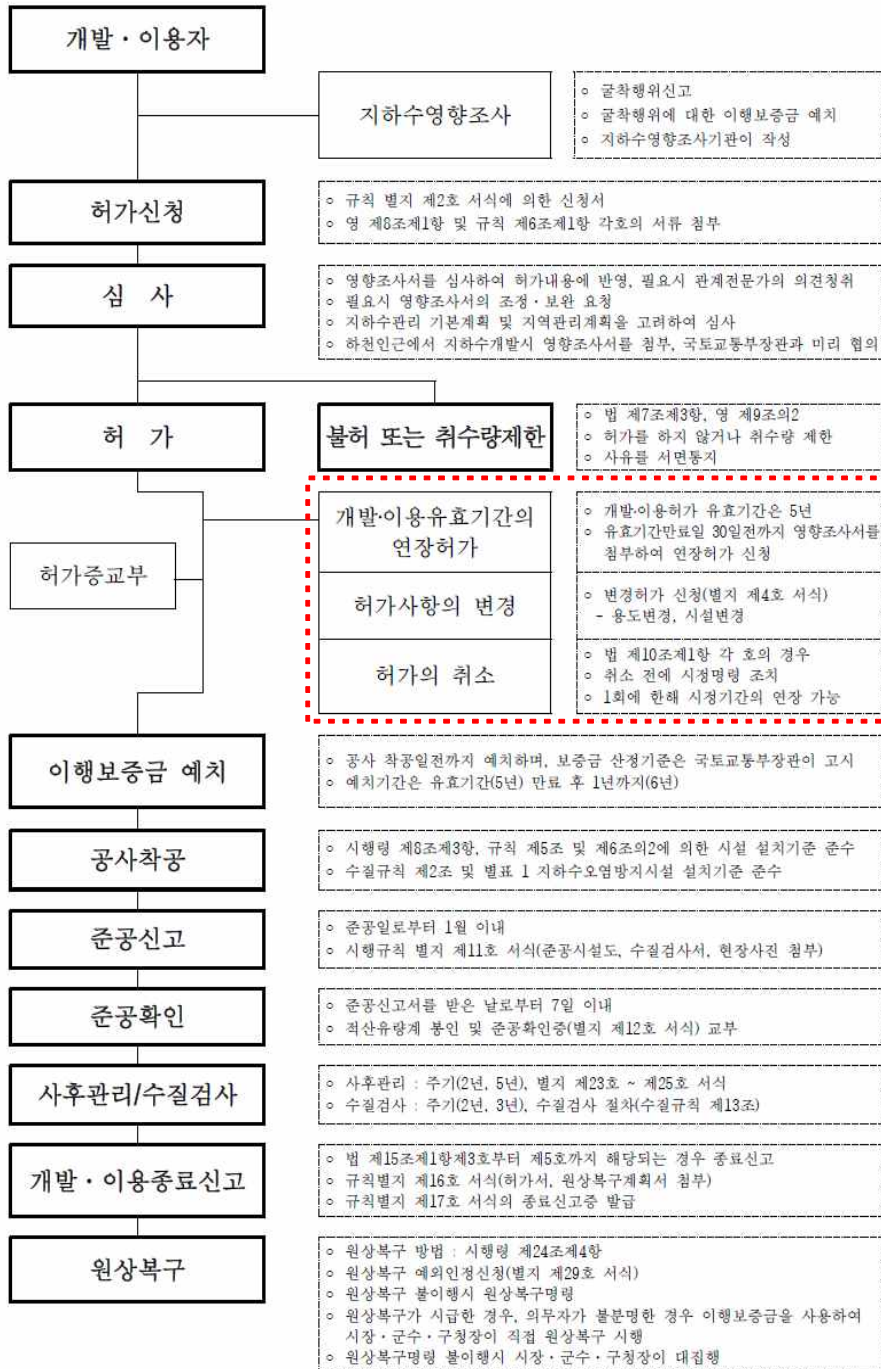 개발・이용자
지하수영향조사
○ 굴착행위신고
○ 굴착행위에 대한 이행보증금 예치
○ 지하수영향조사기관이 작성
허가신청
○ 규칙 별지 제2호 서식에 의한 신청서
○ 영 제8조제1항 및 규칙 제6조제1항 각호의 서류 첨부
심 사
○ 영향조사서를 심사하여 허가내용에 반영, 필요시 관계전문가의 의견청취
○ 필요시 영향조사서의 조정・보완 요청
○ 지하수관리 기본계획 및 지역관리계획을 고려하여 심사
○ 하천인근에서 지하수개발시 영향조사서를 첨부, 국토교통부장관과 미리 협의
허 가
불허 또는 취수량제한
○ 법 제7조제3항, 영 제9조의2
○ 허가를 하지 않거나 취수량 제한
○ 사유를 서면통지
개발·이용유효기간의
연장허가
○ 개발·이용허가 유효기간은 5년
○ 유효기간만료일 30일전까지 영향조사서를
첨부하여 연장허가 신청
허가증교부
허가사항의 변경
○ 변경허가 신청(별지 제4호 서식)
- 용도변경, 시설변경
허가의 취소
○ 법 제10조제1항 각 호의 경우
○ 취소 전에 시정명령 조치
○ 1회에 한해 시정기간의 연장 가능
이행보증금 예치
○ 공사 착공일전까지 예치하며, 보증금 산정기준은 국토교통부장관이 고시
○ 예치기간은 유효기간(5년) 만료 후 1년까지(6년)
공사착공
○ 시행령 제8조제3항, 규칙 제5조 및 제6조의2에 의한 시설 설치기준 준수
○ 수질규칙 제2조 및 별표 1 지하수오염방지시설 설치기준 준수
준공신고
○ 준공일로부터 1월 이내
○ 시행규칙 별지 제11호 서식(준공시설도, 수질검사서, 현장사진 첨부)
준공확인
○ 준공신고서를 받은 날로부터 7일 이내
○ 적산유량계 봉인 및 준공확인증(별지 제12호 서식) 교부
사후관리/수질검사
○ 사후관리 : 주기(2년, 5년), 별지 제23호 ~ 제25호 서식
○ 수질검사 : 주기(2년, 3년), 수질검사 절차(수질규칙 제13조)
개발・이용종료신고
○ 법 제15조제1항제3호부터 제5호까지 해당되는 경우 종료신고
○ 규칙별지 제16호 서식(허가서, 원상복구계획서 첨부)
○ 규칙별지 제17호 서식의 종료신고증 발급
원상복구
○ 원상복구 방법 : 시행령 제24조제4항
○ 원상복구 예외인정신청(별지 제29호 서식)
○ 원상복구 불이행시 원상복구명령
○ 원상복구가 시급한 경우, 의무자가 불분명한 경우 이행보증금을 사용하여
시장・군수・구청장이 직접 원상복구 시행
○ 원상복구명령 불이행시 시장・군수・구청장이 대집행